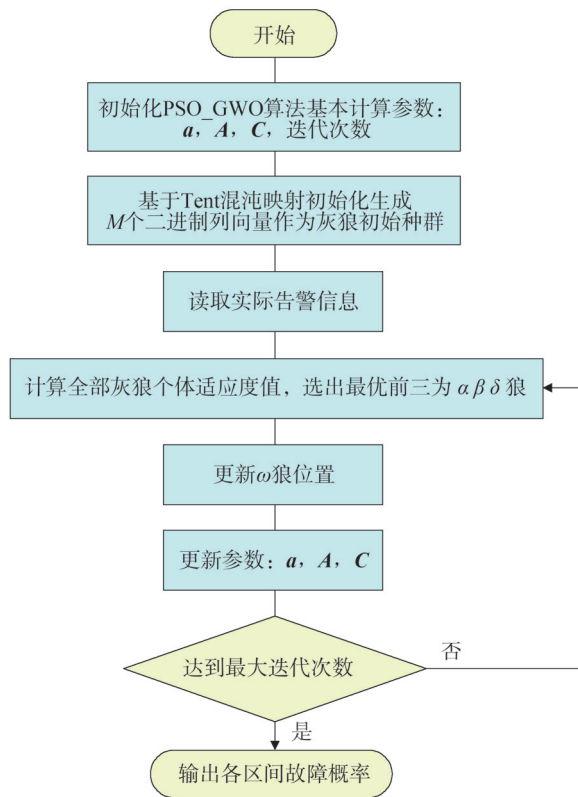 开始
初始化PSO_GWO算法基本计算参数：
a，A，C，迭代次数
基于Tent混沌映射初始化生成
M个二进制列向量作为灰狼初始种群
读取实际告警信息
计算全部灰狼个体适应度值，选出最优前三为αβδ狼
更新ω狼位置
更新参数：a，A，C
达到最大迭代次数
否
是
输出各区间故障概率